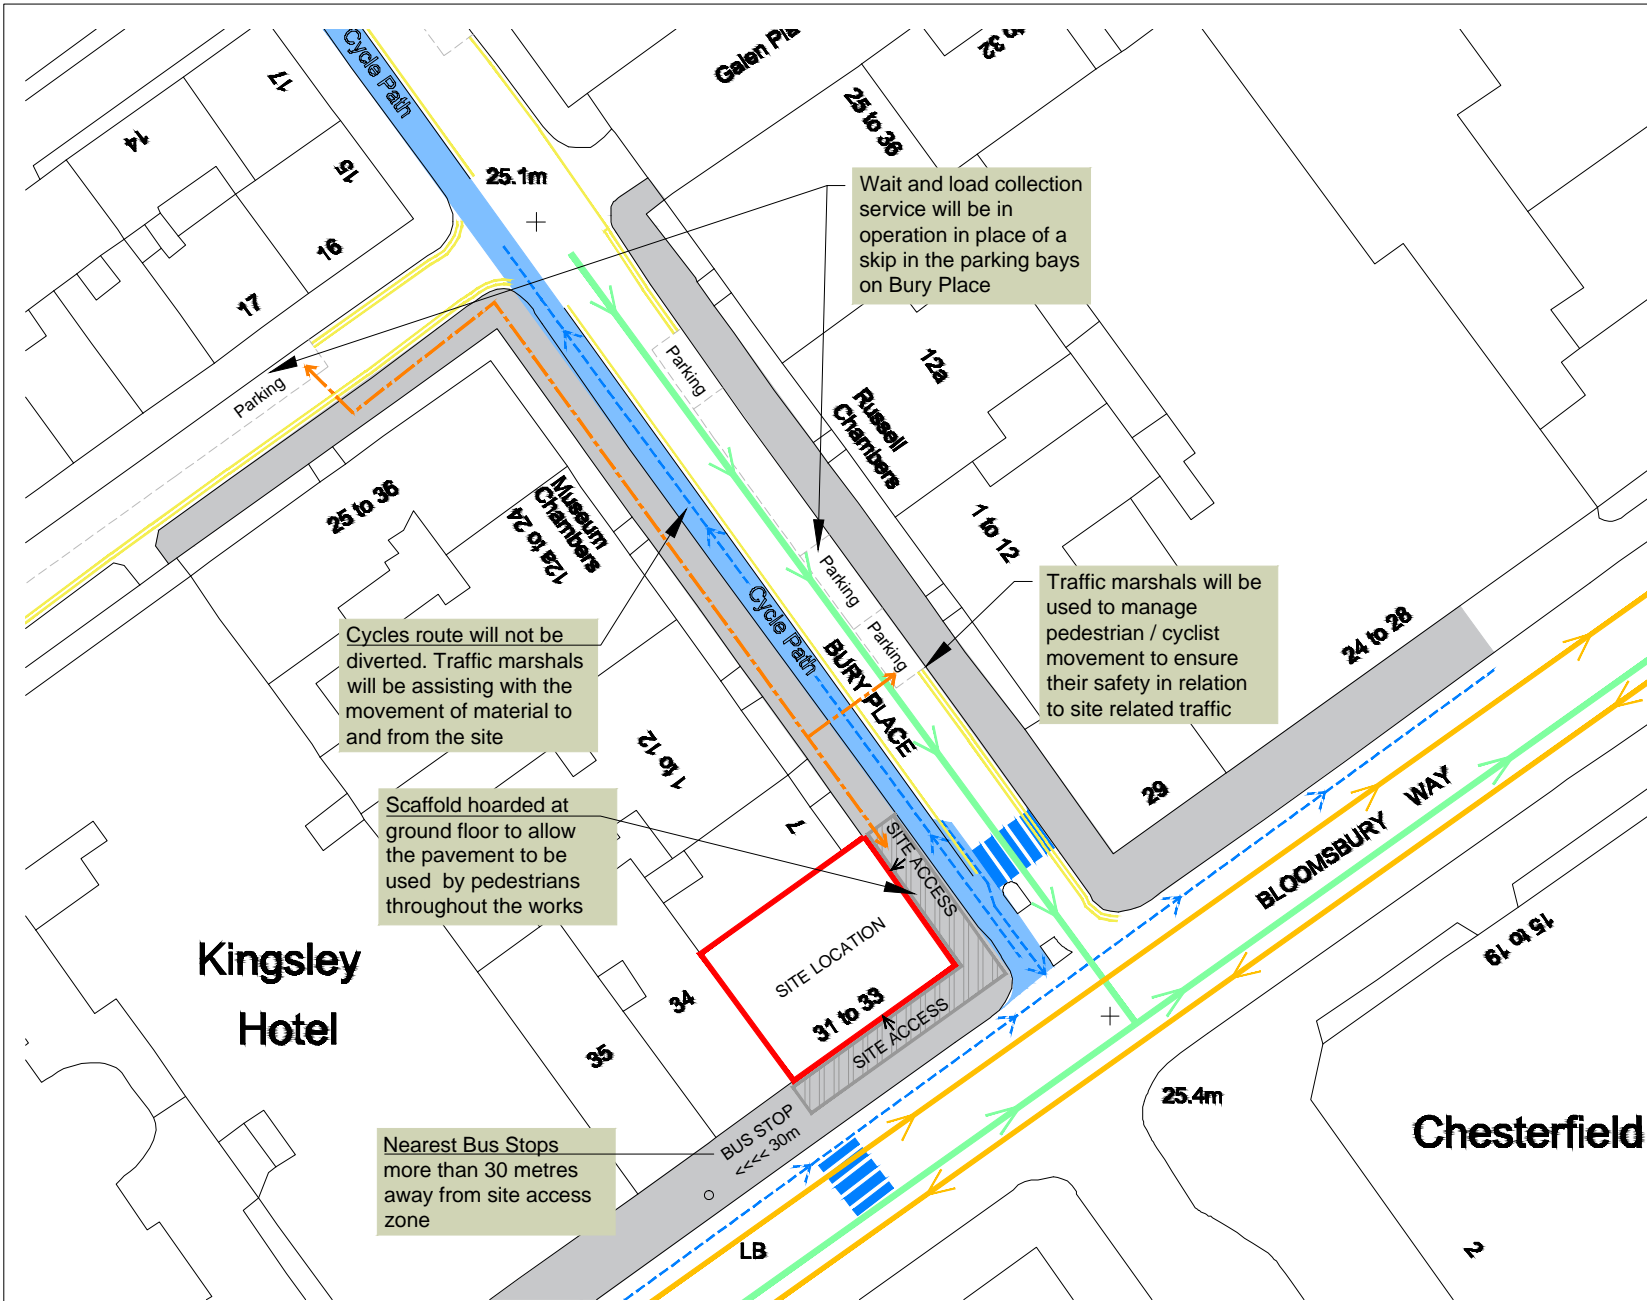 Cycle Path
17
14
15
16
17
25.1m
Galen Pla
32
25 to 36
Wait and load collection
service will be in
operation in place of a
skip in the parking bays
on Bury Place
Parking
Parking
12a
Russell
Chambers
1 to 12
25 to 36
Museum
Chambers
12a to 24
Cycle Path
Parking
Parking
BURY PLACE
Traffic marshals will be
used to manage
pedestrian / cyclist
movement to ensure
their safety in relation
to site related traffic
24 to 28
Cycles route will not be
diverted. Traffic marshals
will be assisting with the
movement of material to
and from the site
1 to 12
29
BLOOMSBURY WAY
Scaffold hoarded at
ground floor to allow
the pavement to be
used by pedestrians
throughout the works
7
SITE ACCESS
SITE LOCATION
31 to 33
SITE ACCESS
15 to 19
Kingsley
Hotel
34
35
25.4m
Chesterfield
Nearest Bus Stops
more than 30 metres
away from site access
zone
BUS STOP
<<<< 30m
LB
2